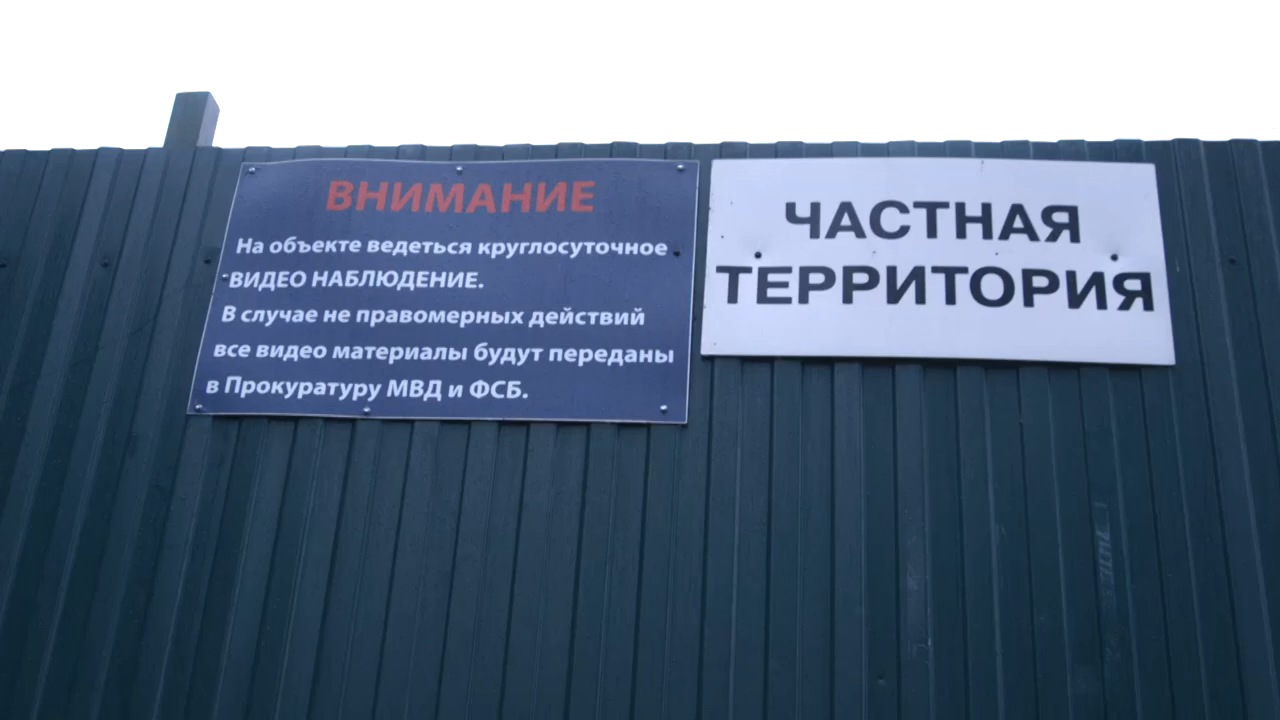 ВНИМАНИЕ
На объекте ведеться круглосуточное
ВИДЕО НАБЛЮДЕНИЕ.
В случае не правомерных действий
все видео материалы будут переданы
в Прокуратуру МВД и ФСБ.
ЧАСТНАЯ
ТЕРРИТОРИЯ